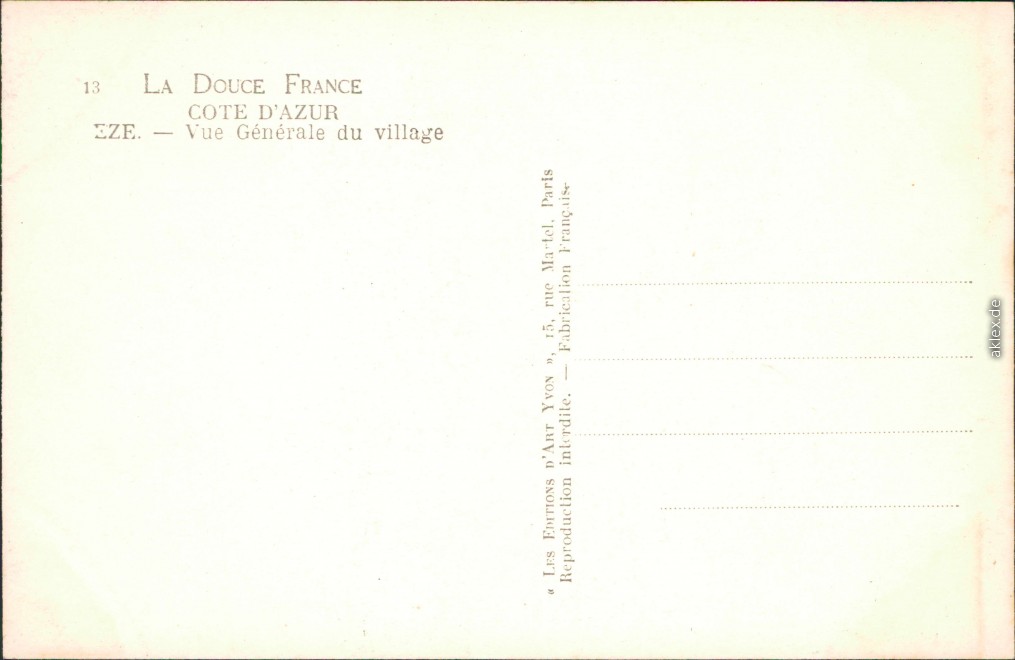 13 LA DOUCE FRANCE
COTE D'AZUR
EZE. — Vue Générale du village
« LES EDITIONS D'ART YVON », 15, rue Martel, Paris
Reproduction interdite. — Fabrication Française
aklex.de